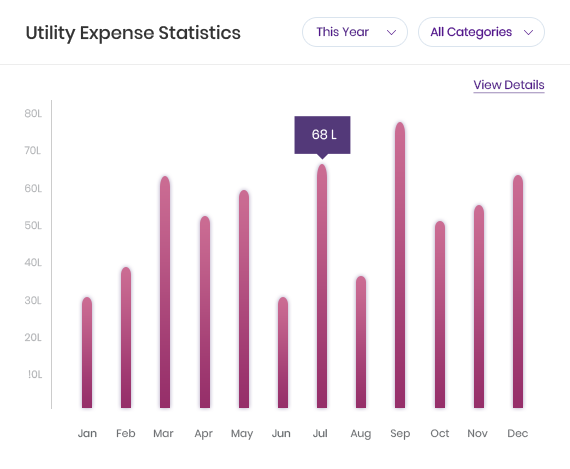 Utility Expense Statistics
This Year
All Categories
View Details
80L
70L
68 L
60L
50L
40L
30L
20L
10L
Jan Feb Mar Apr May Jun Jul Aug Sep Oct Nov Dec